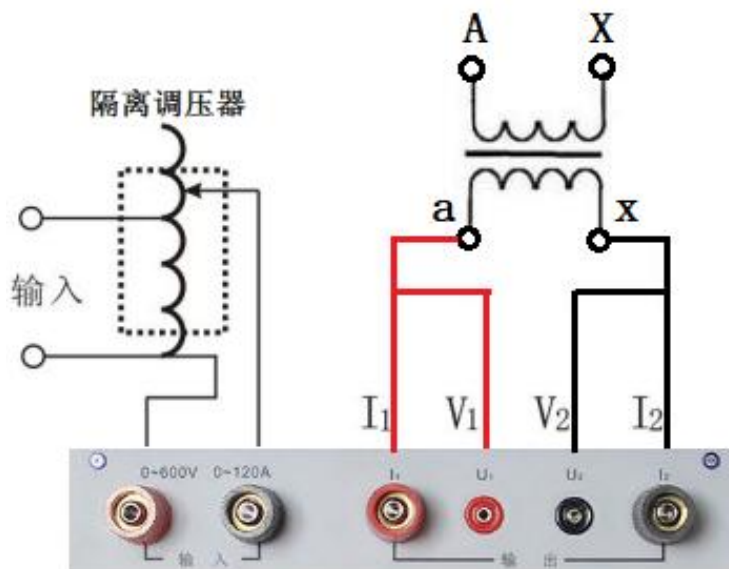 A X
隔离调压器
a x
输入
I₁ V₁ V₂ I₂
0~600V 0~120A I₁ U₁ U₂ I₂
输 入 输 出